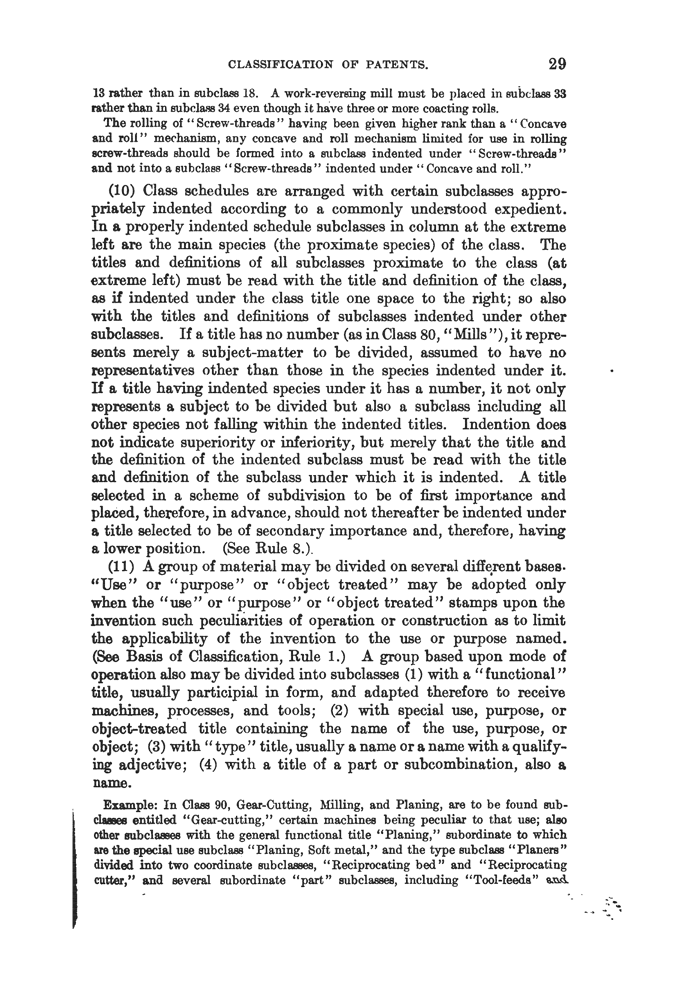 CLASSIFICATION OF PATENTS. 29
13 rather than in subclass 18. A work-reversing mill must be placed in subclass 33
rather than in subclass 34 even though it have three or more coacting rolls.
The rolling of "Screw-threads" having been given higher rank than a "Concave
and roll" mechanism, any concave and roll mechanism limited for use in rolling
screw-threads should be formed into a subclass indented under "Screw-threads"
and not into a subclass "Screw-threads" indented under "Concave and roll."
(10) Class schedules are arranged with certain subclasses appro-
priately indented according to a commonly understood expedient.
In a properly indented schedule subclasses in column at the extreme
left are the main species (the proximate species) of the class. The
titles and definitions of all subclasses proximate to the class (at
extreme left) must be read with the title and definition of the class,
as if indented under the class title one space to the right; so also
with the titles and definitions of subclasses indented under other
subclasses. If a title has no number (as in Class 80, "Mills"), it repre-
sents merely a subject-matter to be divided, assumed to have no
representatives other than those in the species indented under it.
If a title having indented species under it has a number, it not only
represents a subject to be divided but also a subclass including all
other species not falling within the indented titles. Indention does
not indicate superiority or inferiority, but merely that the title and
the definition of the indented subclass must be read with the title
and definition of the subclass under which it is indented. A title
selected in a scheme of subdivision to be of first importance and
placed, therefore, in advance, should not thereafter be indented under
a title selected to be of secondary importance and, therefore, having
a lower position. (See Rule 8.)
(11) A group of material may be divided on several different bases.
"Use" or "purpose" or "object treated" may be adopted only
when the "use" or "purpose" or "object treated" stamps upon the
invention such peculiarities of operation or construction as to limit
the applicability of the invention to the use or purpose named.
(See Basis of Classification, Rule 1.) A group based upon mode of
operation also may be divided into subclasses (1) with a "functional"
title, usually participial in form, and adapted therefore to receive
machines, processes, and tools; (2) with special use, purpose, or
object-treated title containing the name of the use, purpose, or
object; (3) with "type" title, usually a name or a name with a qualify-
ing adjective; (4) with a title of a part or subcombination, also a
name.
Example: In Class 90, Gear-Cutting, Milling, and Planing, are to be found sub-
classes entitled "Gear-cutting," certain machines being peculiar to that use; also
other subclasses with the general functional title "Planing," subordinate to which
are the special use subclass "Planing, Soft metal," and the type subclass "Planers"
divided into two coordinate subclasses, "Reciprocating bed" and "Reciprocating
cutter," and several subordinate "part" subclasses, including "Tool-feeds" and